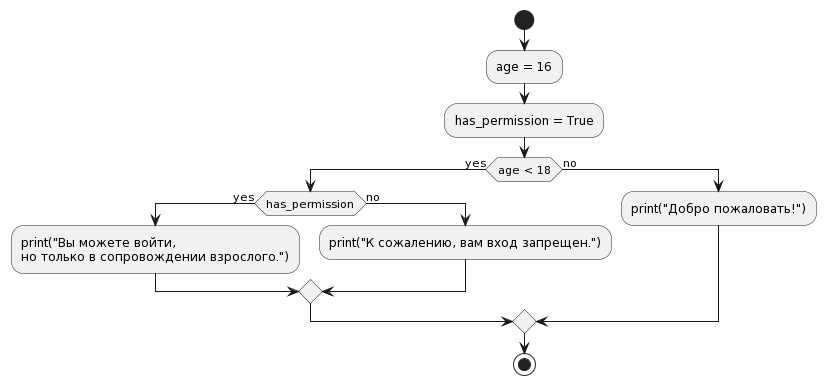 age = 16
has_permission = True
yes
age < 18
no
yes
has_permission
no
print("Добро пожаловать!")
print("Вы можете войти,
но только в сопровождении взрослого.")
print("К сожалению, вам вход запрещен.")